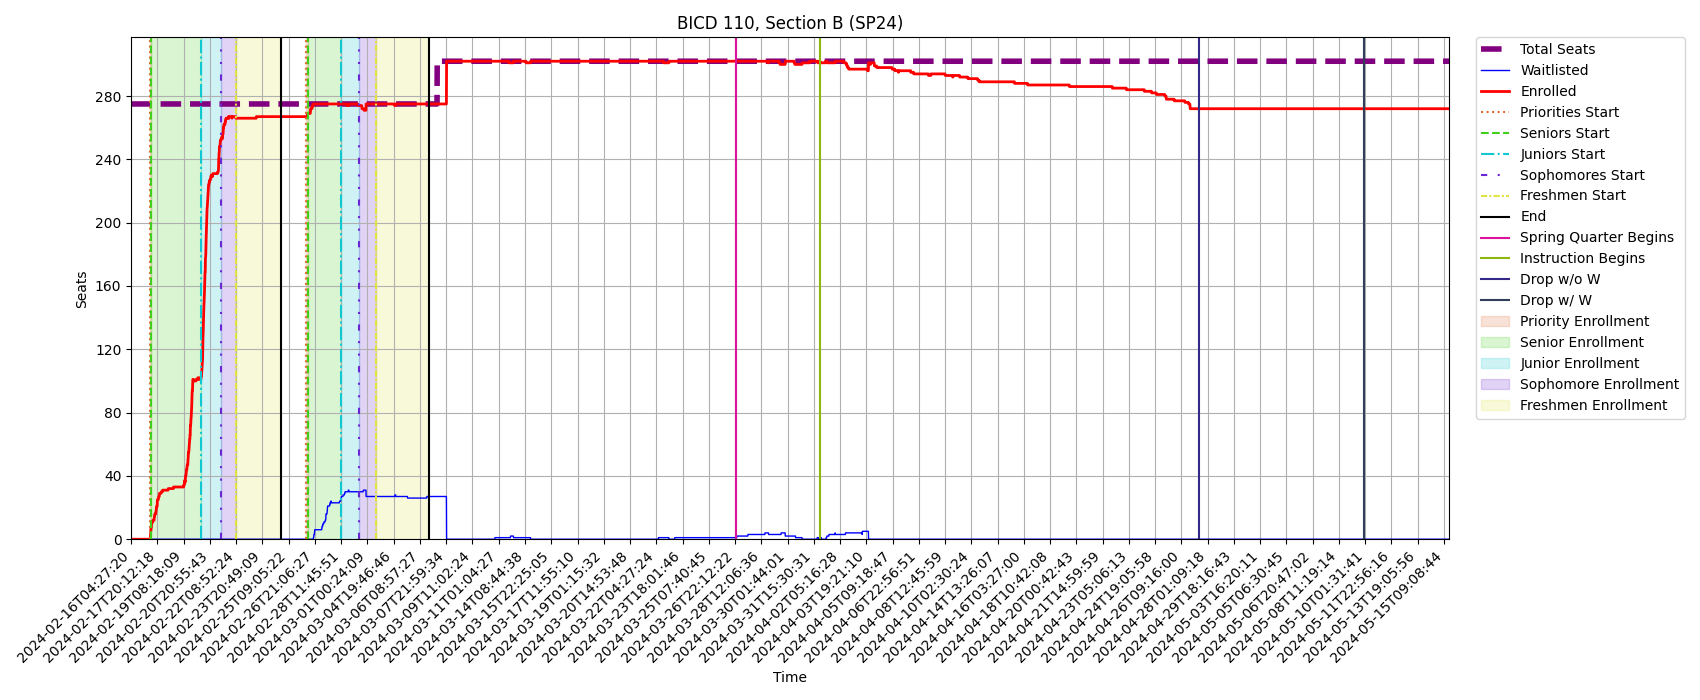 BICD 110, Section B (SP24)
Total Seats
Waitlisted
Enrolled
Priorities Start
Seniors Start
Juniors Start
Sophomores Start
Freshmen Start
End
Spring Quarter Begins
Instruction Begins
Drop w/o W
Drop w/ W
Priority Enrollment
Senior Enrollment
Junior Enrollment
Sophomore Enrollment
Freshmen Enrollment
Seats
280
240
200
160
120
80
40
0
2024-02-16T04:27:20
2024-02-17T20:12:18
2024-02-19T08:18:09
2024-02-20T20:55:43
2024-02-22T08:52:24
2024-02-23T20:49:09
2024-02-25T09:05:22
2024-02-26T21:06:27
2024-02-28T11:45:51
2024-03-01T00:24:09
2024-03-04T19:46:46
2024-03-06T08:57:27
2024-03-07T21:59:34
2024-03-11T11:02:24
2024-03-13T01:04:27
2024-03-14T08:44:38
2024-03-15T22:25:05
2024-03-17T11:55:10
2024-03-19T01:15:32
2024-03-20T14:53:48
2024-03-22T04:27:24
2024-03-23T18:01:46
2024-03-25T07:40:45
2024-03-26T22:12:22
2024-03-28T12:06:38
2024-03-30T01:44:01
2024-03-31T15:30:31
2024-04-02T05:16:28
2024-04-03T19:21:10
2024-04-05T09:18:47
2024-04-06T22:56:51
2024-04-08T12:45:59
2024-04-10T02:30:24
2024-04-14T13:26:07
2024-04-16T03:27:00
2024-04-18T10:42:08
2024-04-20T00:42:43
2024-04-21T14:59:59
2024-04-23T05:06:13
2024-04-24T19:05:58
2024-04-26T09:16:00
2024-04-28T01:09:18
2024-04-29T18:16:43
2024-05-03T16:20:11
2024-05-05T06:30:45
2024-05-06T20:47:02
2024-05-08T11:19:14
2024-05-10T01:31:41
2024-05-11T22:56:16
2024-05-13T19:05:56
2024-05-15T09:08:44
Time